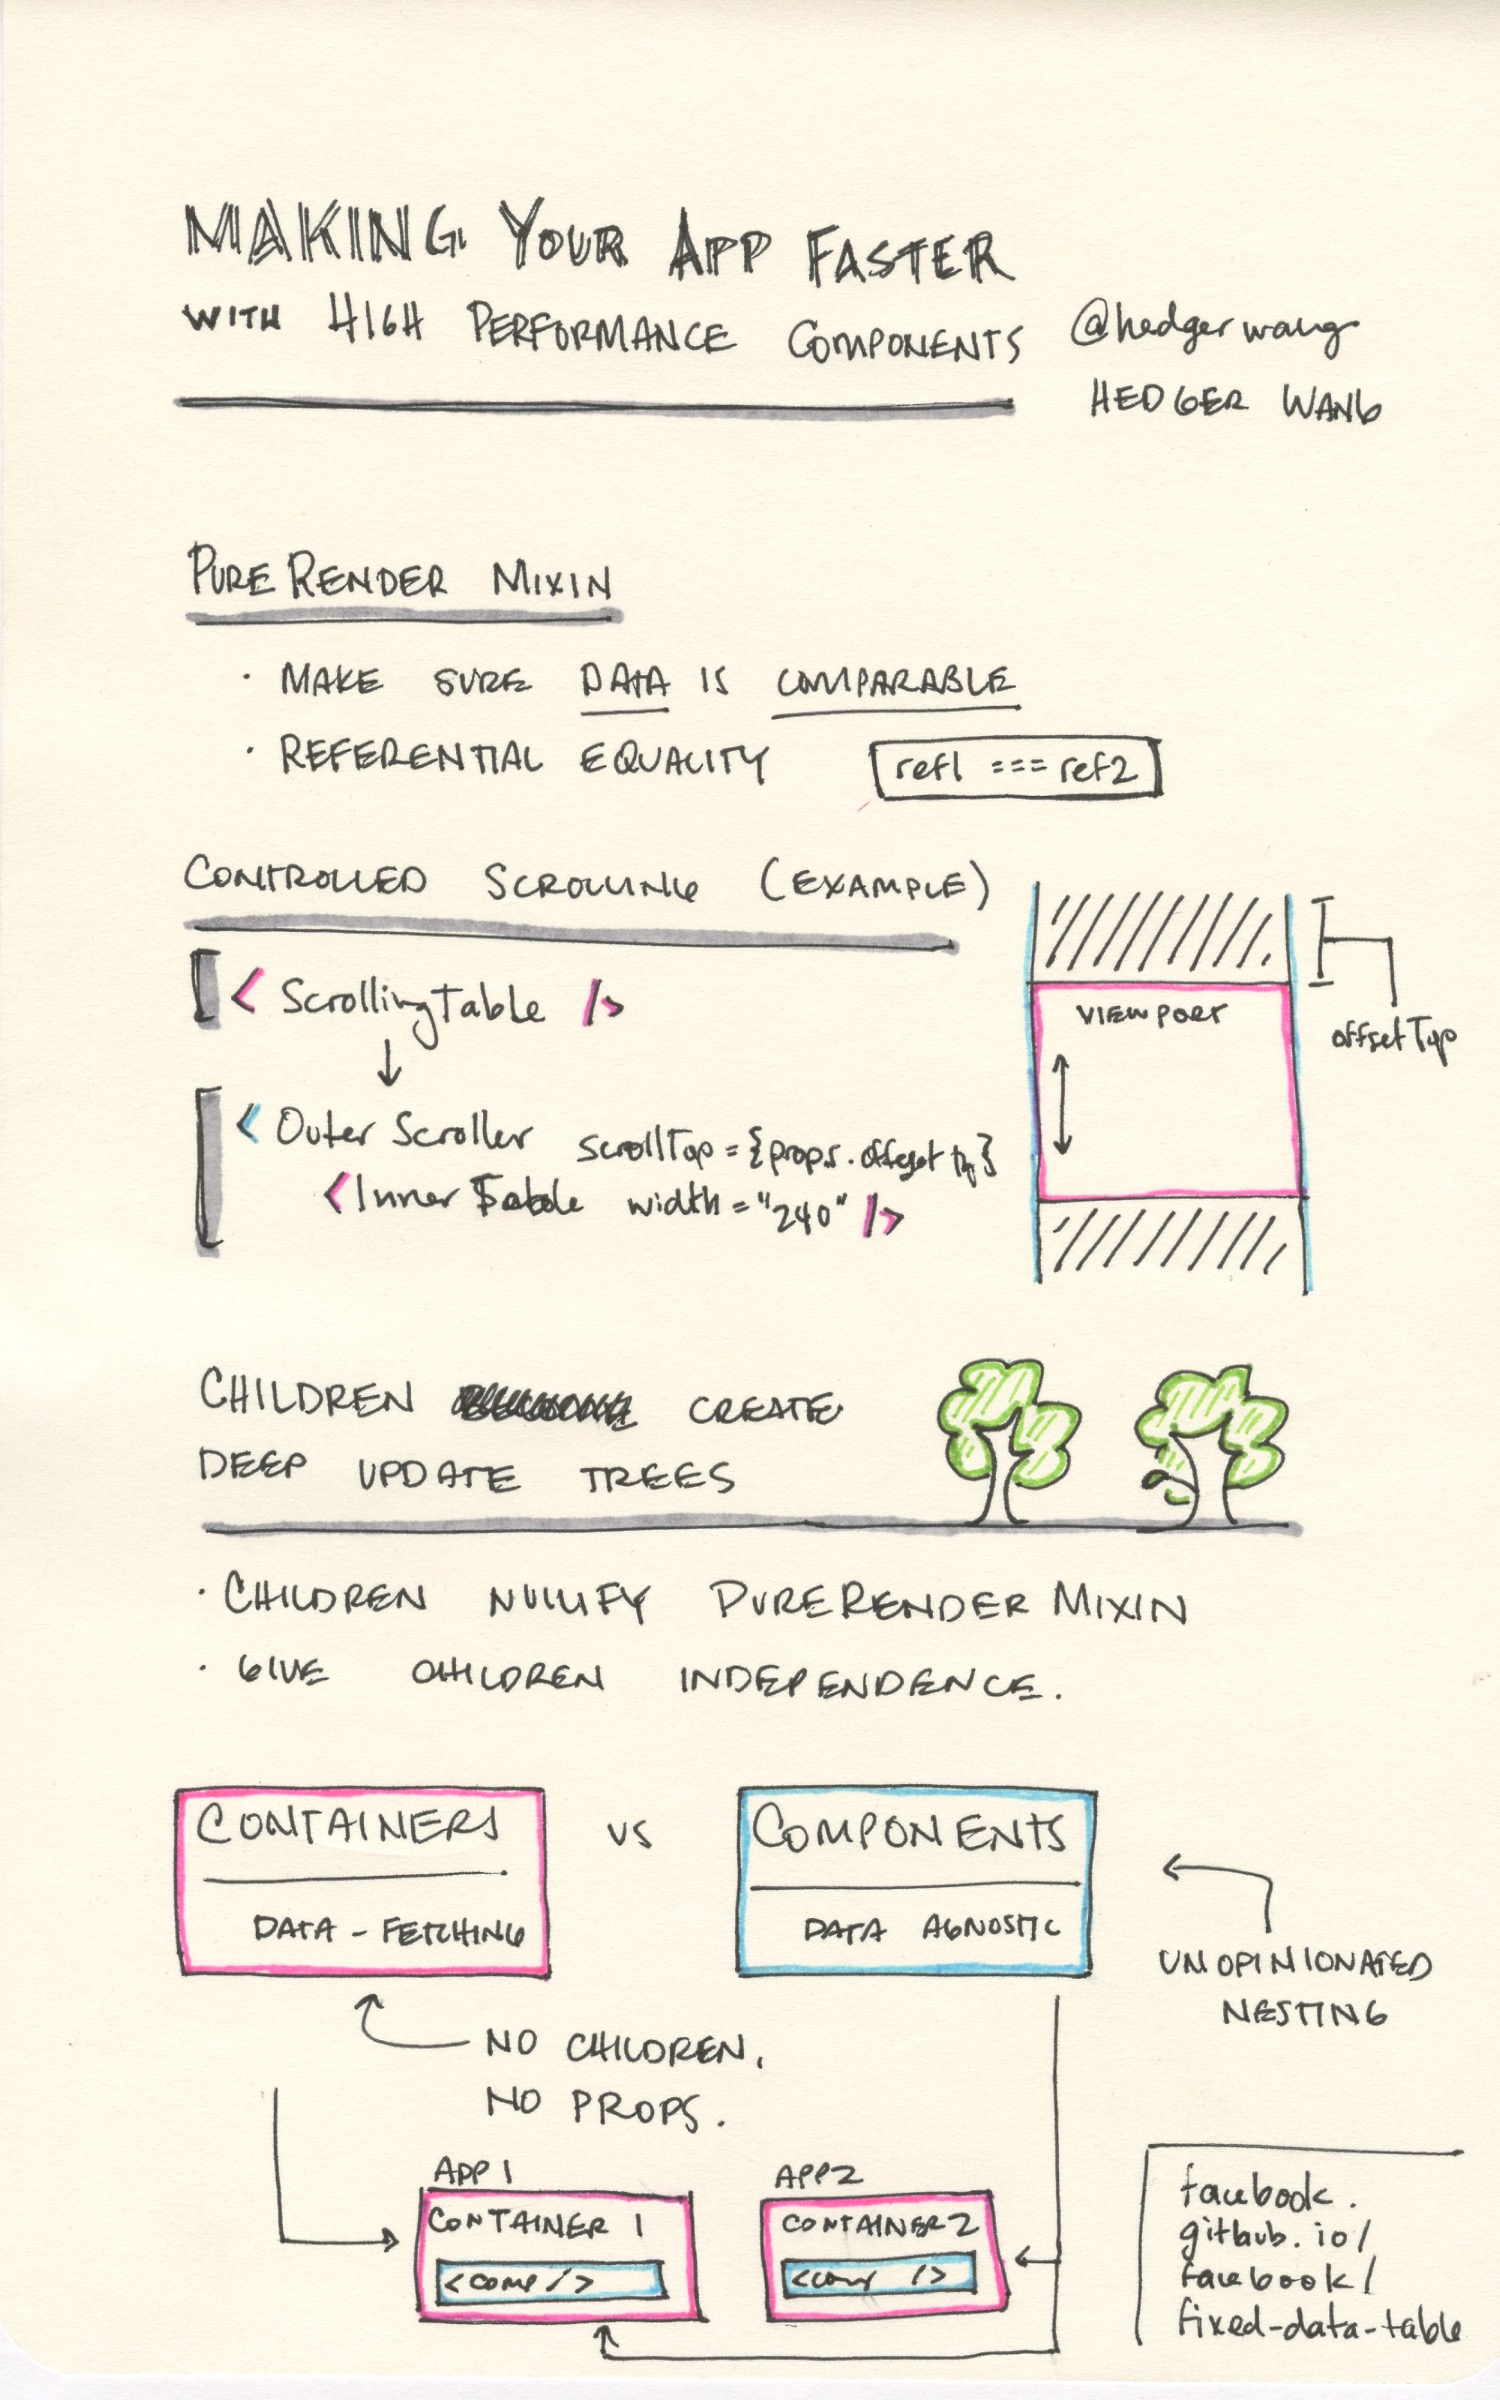 MAKING YOUR APP FASTER
WITH HIGH PERFORMANCE COMPONENTS
@hedgerwang
HEDGER WANG
PURE RENDER MIXIN
· MAKE SURE DATA IS COMPARABLE
· REFERENTIAL EQUALITY
ref1 === ref2
CONTROLLED SCROLLING (EXAMPLE)
< ScrollingTable />
< Outer Scroller scrollTop = {props.offsetTop}
<Inner Table width = "240" />
VIEWPORT
offsetTop
CHILDREN CREATE
DEEP UPDATE TREES
· CHILDREN NULLIFY PURERENDER MIXIN
· GIVE CHILDREN INDEPENDENCE.
CONTAINERS
DATA - FETCHING
VS
COMPONENTS
DATA AGNOSTIC
UNOPINIONATED
NESTING
NO CHILDREN.
NO PROPS.
APP 1
CONTAINER 1
<comp />
APP 2
CONTAINER 2
<comp />
facebook.
github.io/
facebook/
fixed-data-table